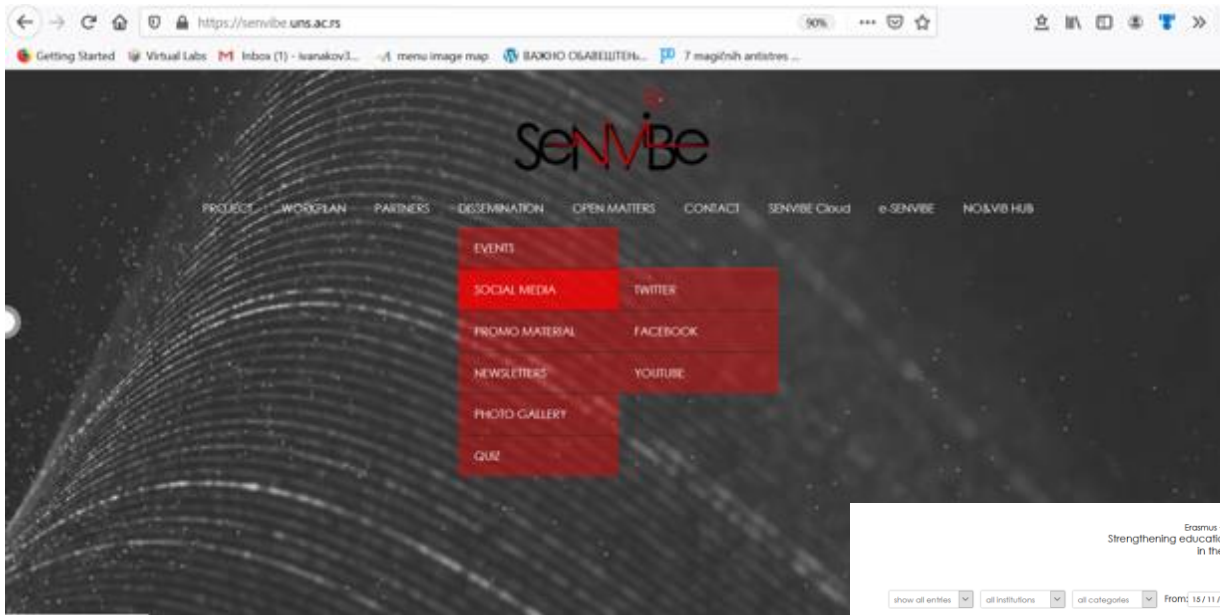 https://senvibe.uns.ac.rs 90%
Getting Started Virtual Labs Inbox (1) - ivanakov3... menu image map ВАЖНО ОБАВЕШТЕЊ... 7 magičnih antistres ...
SENVIBE
PROJECT WORKPLAN PARTNERS DISSEMINATION OPEN MATTERS CONTACT SENVIBE Cloud e-SENVIBE NO&VIB HUB
EVENTS
SOCIAL MEDIA TWITTER
PROMO MATERIAL FACEBOOK
NEWSLETTERS YOUTUBE
PHOTO GALLERY
QUIZ
Erasmus
Strengthening educatio
in the
show all entries all institutions all categories From: 15/11/